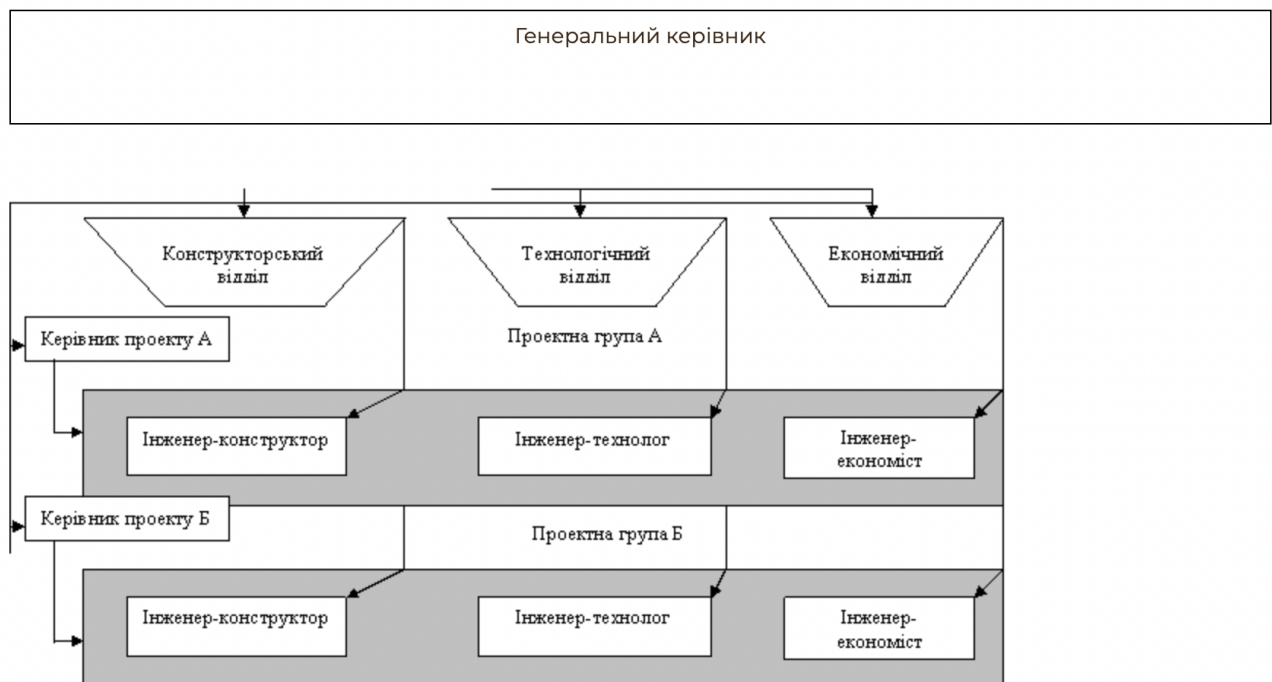 Генеральний керівник
Конструкторський
відділ
Технологічний
відділ
Економічний
відділ
Керівник проекту А
Проектна група А
Інженер-конструктор
Інженер-технолог
Інженер-
економіст
Керівник проекту Б
Проектна група Б
Інженер-конструктор
Інженер-технолог
Інженер-
економіст